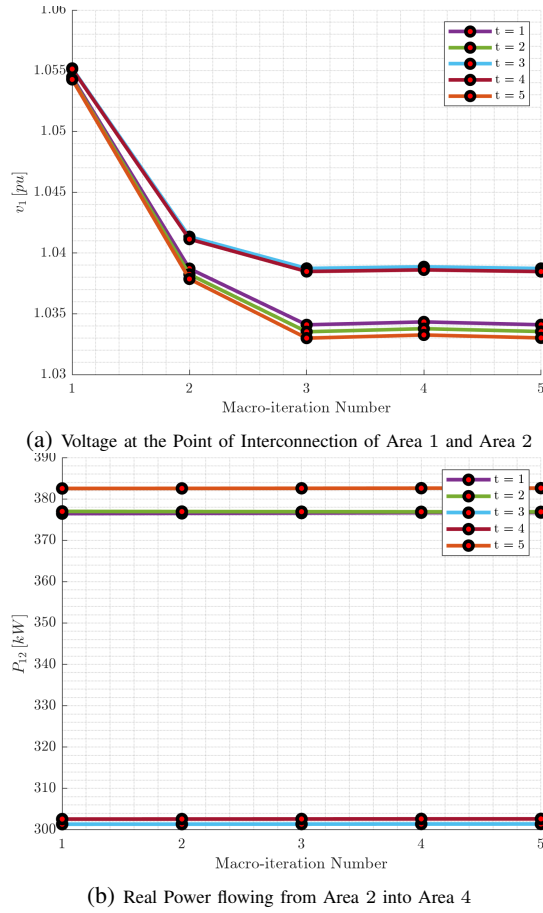 1.06
1.055
1.05
1.045
1.04
1.035
1.03
v1 [pu]
t = 1
t = 2
t = 3
t = 4
t = 5
1 2 3 4 5
Macro-iteration Number
(a) Voltage at the Point of Interconnection of Area 1 and Area 2
390
380
370
360
350
340
330
320
310
300
P12 [kW]
t = 1
t = 2
t = 3
t = 4
t = 5
1 2 3 4 5
Macro-iteration Number
(b) Real Power flowing from Area 2 into Area 4